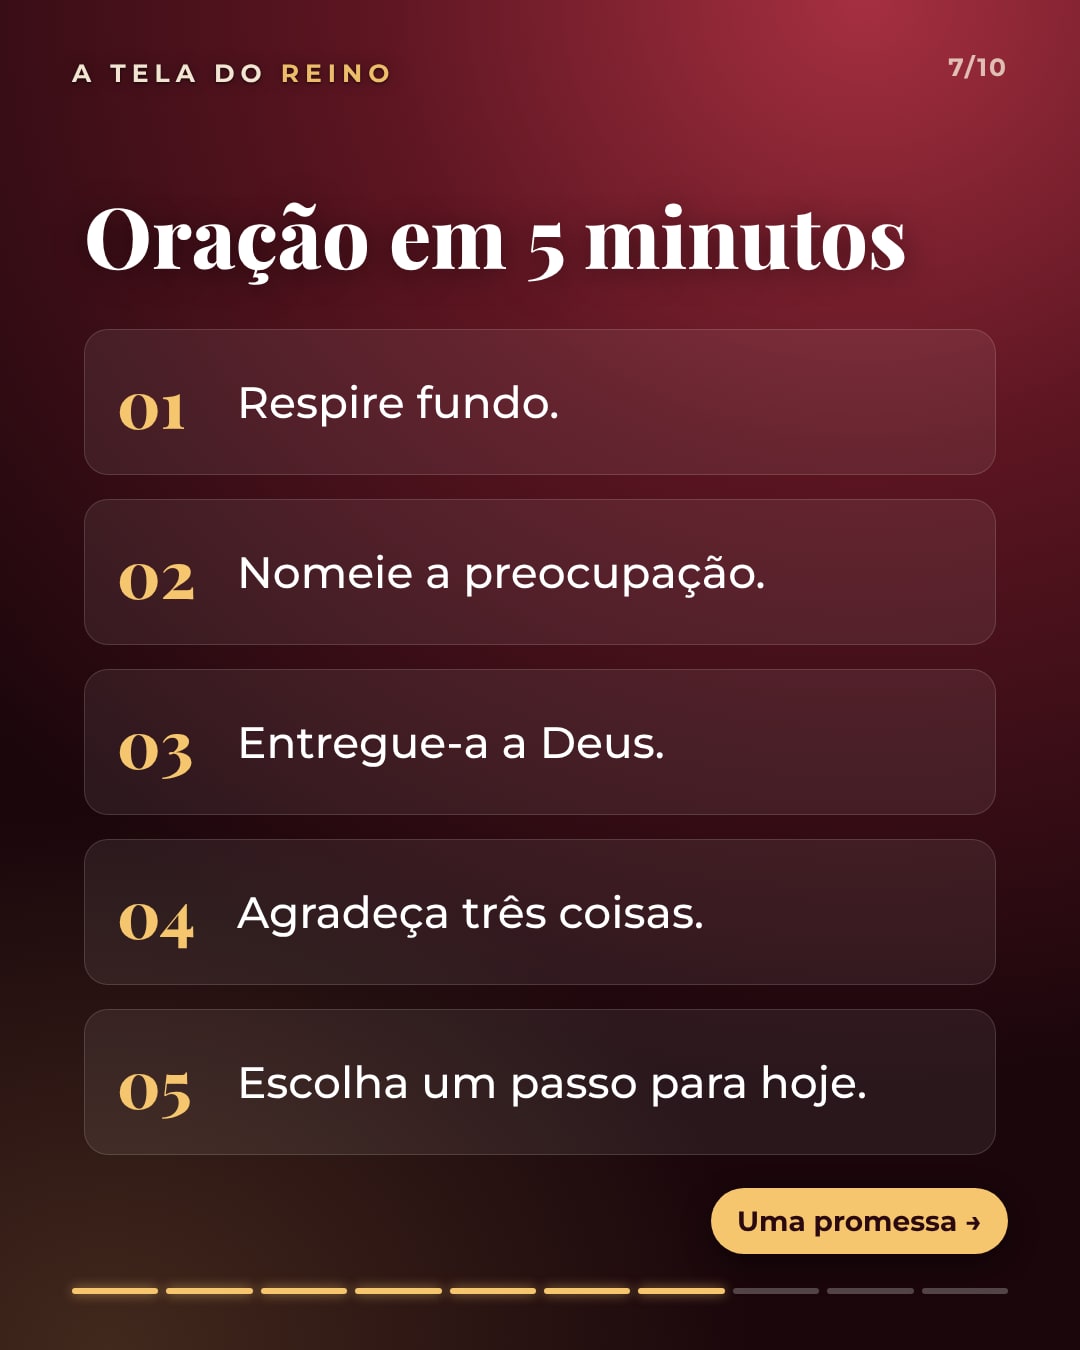 A TELA DO REINO
7/10
Oração em 5 minutos
01 Respire fundo.
02 Nomeie a preocupação.
03 Entregue-a a Deus.
04 Agradeça três coisas.
05 Escolha um passo para hoje.
Uma promessa →